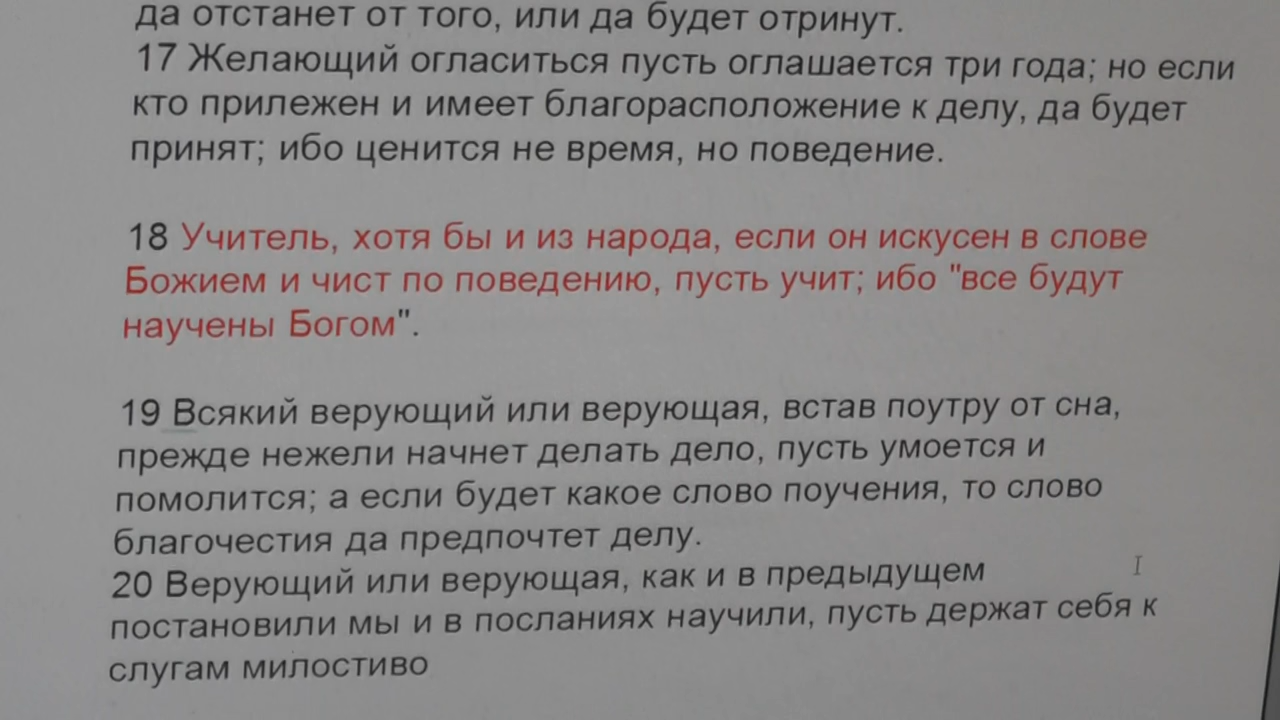 да отстанет от того, или да будет отринут.
17 Желающий огласиться пусть оглашается три года; но если
кто прилежен и имеет благорасположение к делу, да будет
принят; ибо ценится не время, но поведение.
18 Учитель, хотя бы и из народа, если он искусен в слове
Божием и чист по поведению, пусть учит; ибо "все будут
научены Богом".
19 Всякий верующий или верующая, встав поутру от сна,
прежде нежели начнет делать дело, пусть умоется и
помолится; а если будет какое слово поучения, то слово
благочестия да предпочтет делу.
20 Верующий или верующая, как и в предыдущем
постановили мы и в посланиях научили, пусть держат себя к
слугам милостиво